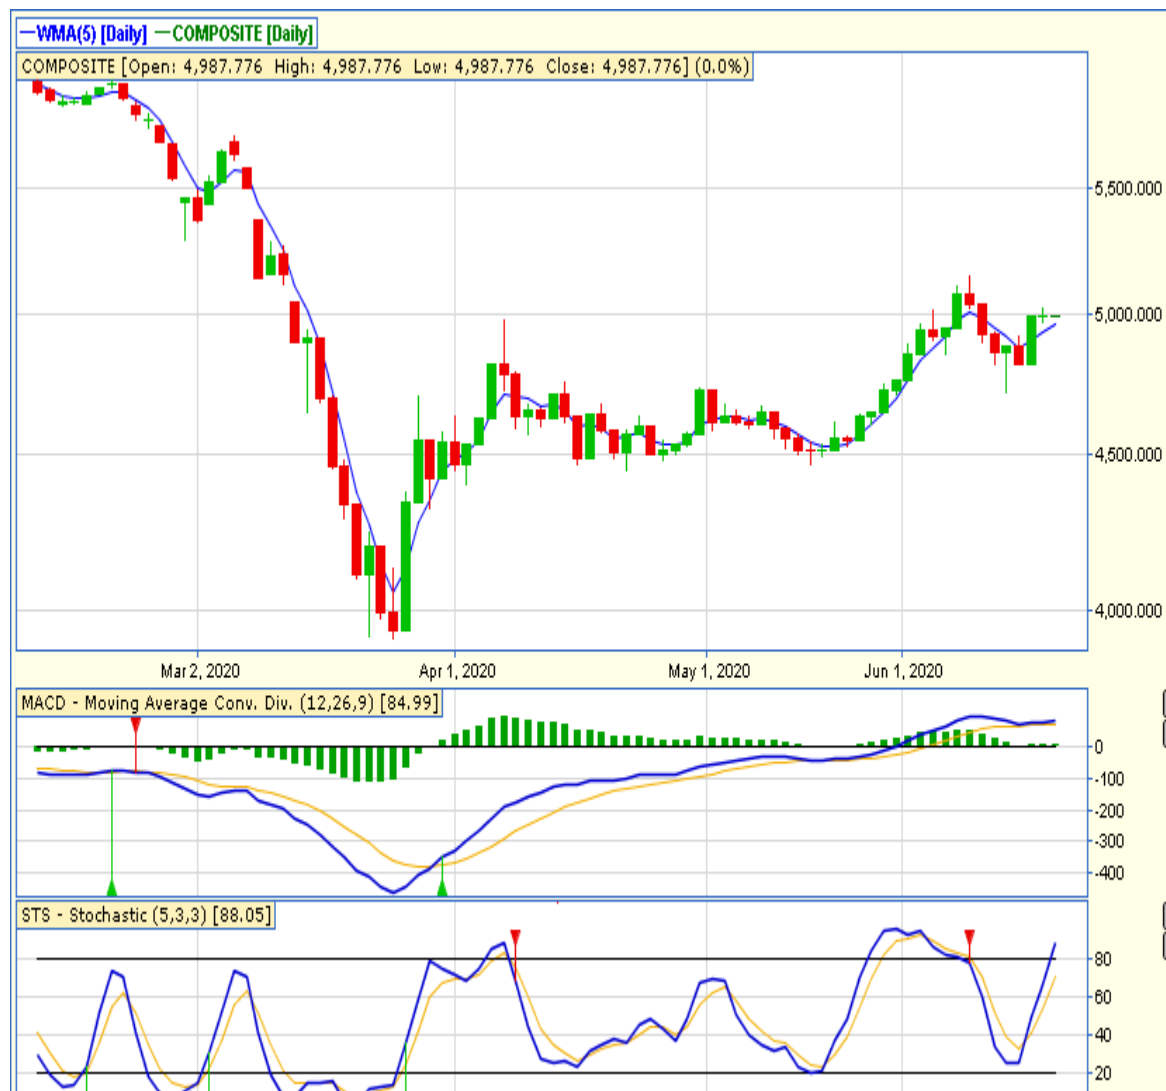 WMA(5) [Daily] COMPOSITE [Daily]
COMPOSITE [Open: 4,987.776 High: 4,987.776 Low: 4,987.776 Close: 4,987.776] (0.0%)
5,500.000
5,000.000
4,500.000
4,000.000
Mar 2, 2020 Apr 1, 2020 May 1, 2020 Jun 1, 2020
MACD - Moving Average Conv. Div. (12,26,9) [84.99]
0
-100
-200
-300
-400
STS - Stochastic (5,3,3) [88.05]
80
60
40
20